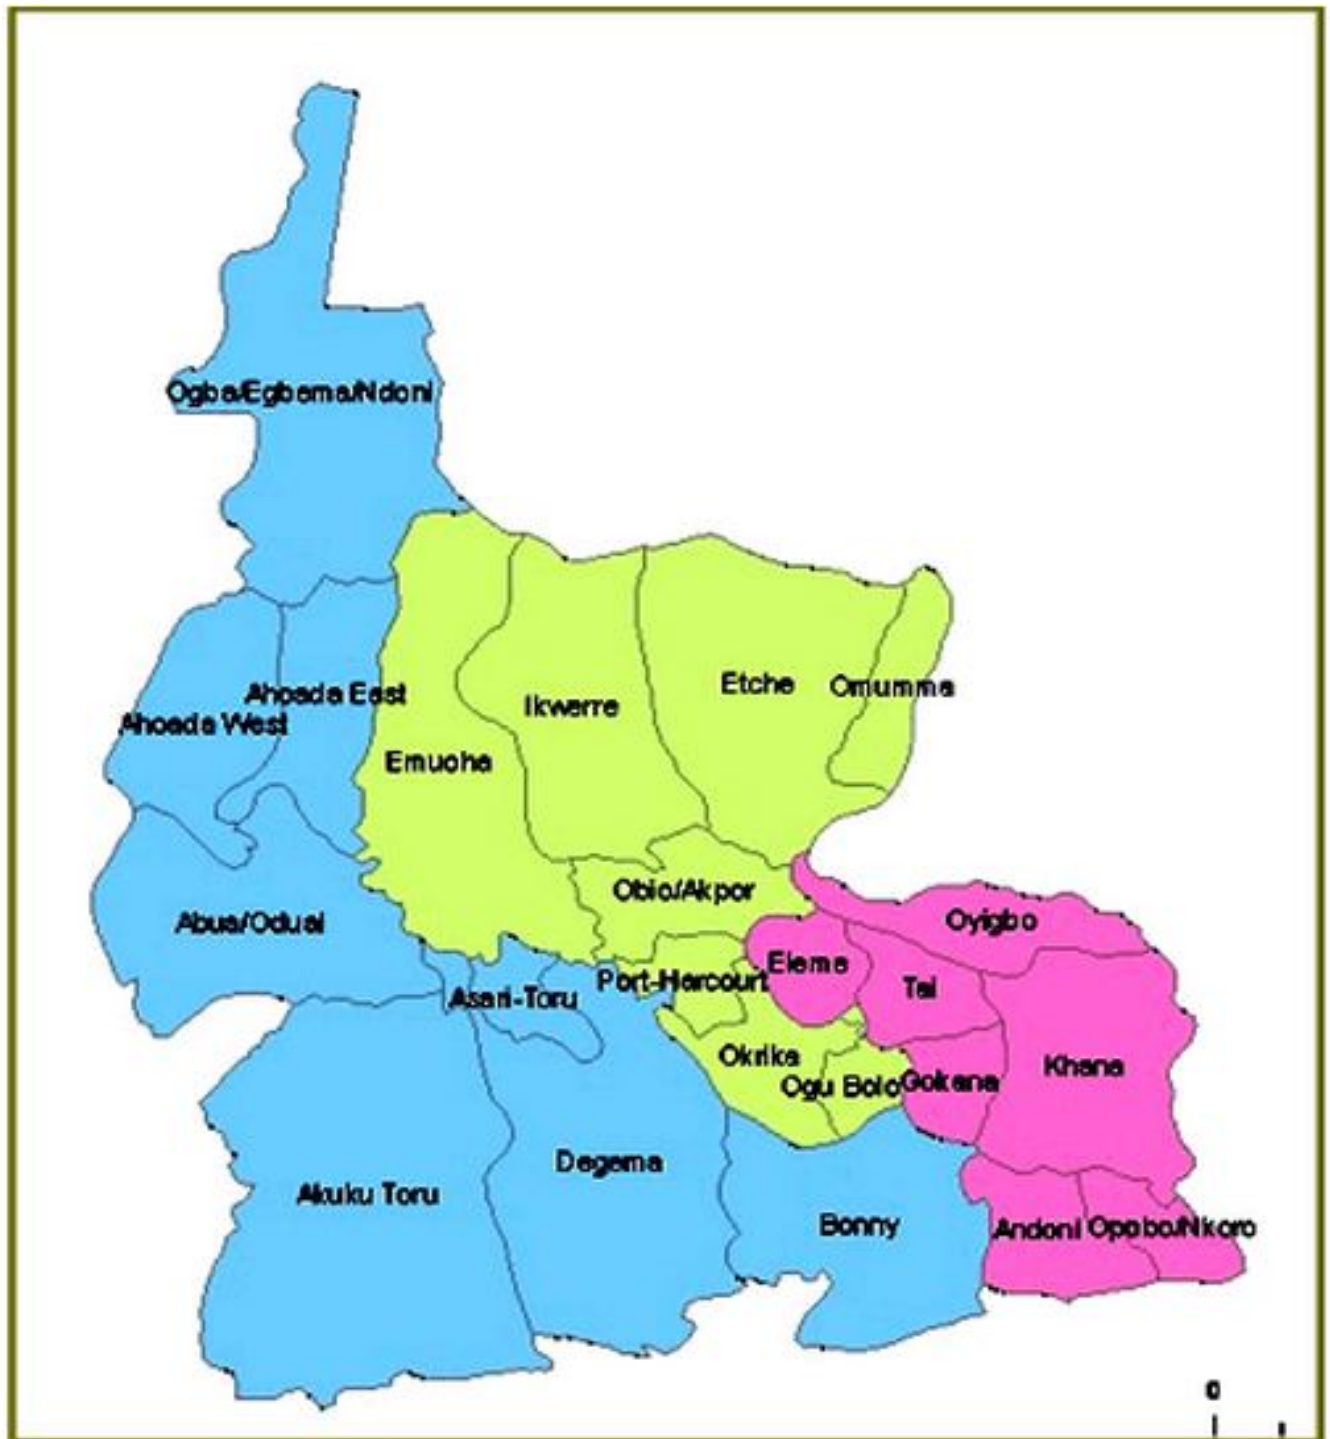 Ogba/Egbema/Ndoni
Ahoada East
Ahoada West
Emuoha
Ikwerre
Etche
Omumma
Abua/Odual
Obio/Akpor
Oyigbo
Port-Harcourt
Eleme
Tai
Asari-Toru
Okrika
Ogu Bolo
Gokana
Khana
Degema
Akuku Toru
Bonny
Andoni
Opobo/Nkoro
0